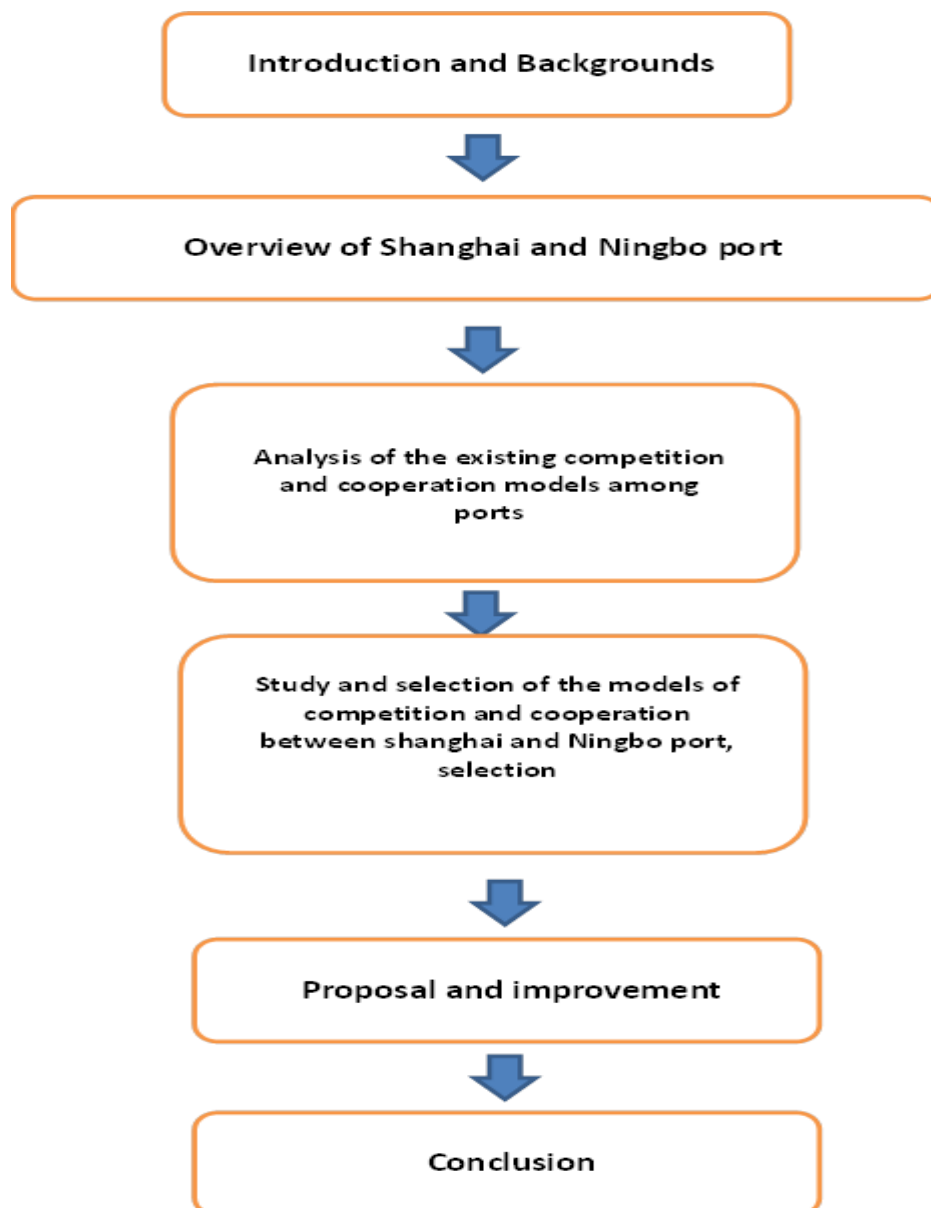 Introduction and Backgrounds
Overview of Shanghai and Ningbo port
Analysis of the existing competition
and cooperation models among
ports
Study and selection of the models of
competition and cooperation
between shanghai and Ningbo port,
selection
Proposal and improvement
Conclusion